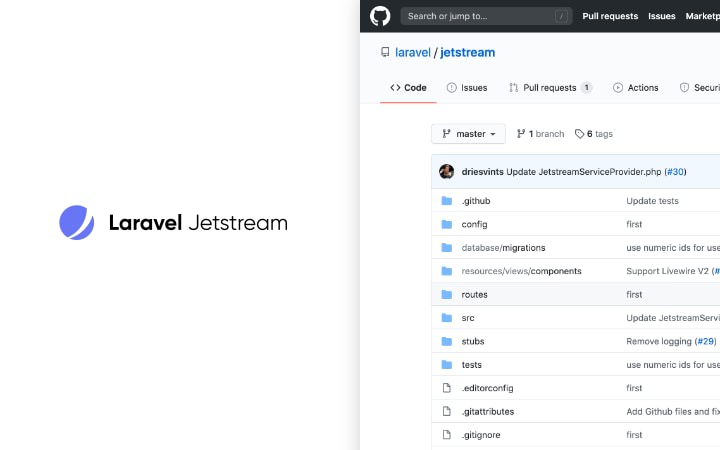 Laravel Jetstream
Search or jump to... /
Pull requests Issues Marketp
laravel / jetstream
Code Issues Pull requests 1 Actions Securi
master 1 branch 6 tags
driesvints Update JetstreamServiceProvider.php (#30)
.github Update tests
config first
database/migrations use numeric ids for use
resources/views/components Support Livewire V2 (#
routes first
src Update JetstreamServi
stubs Remove logging (#29)
tests use numeric ids for use
.editorconfig first
.gitattributes Add Github files and fix
.gitignore first